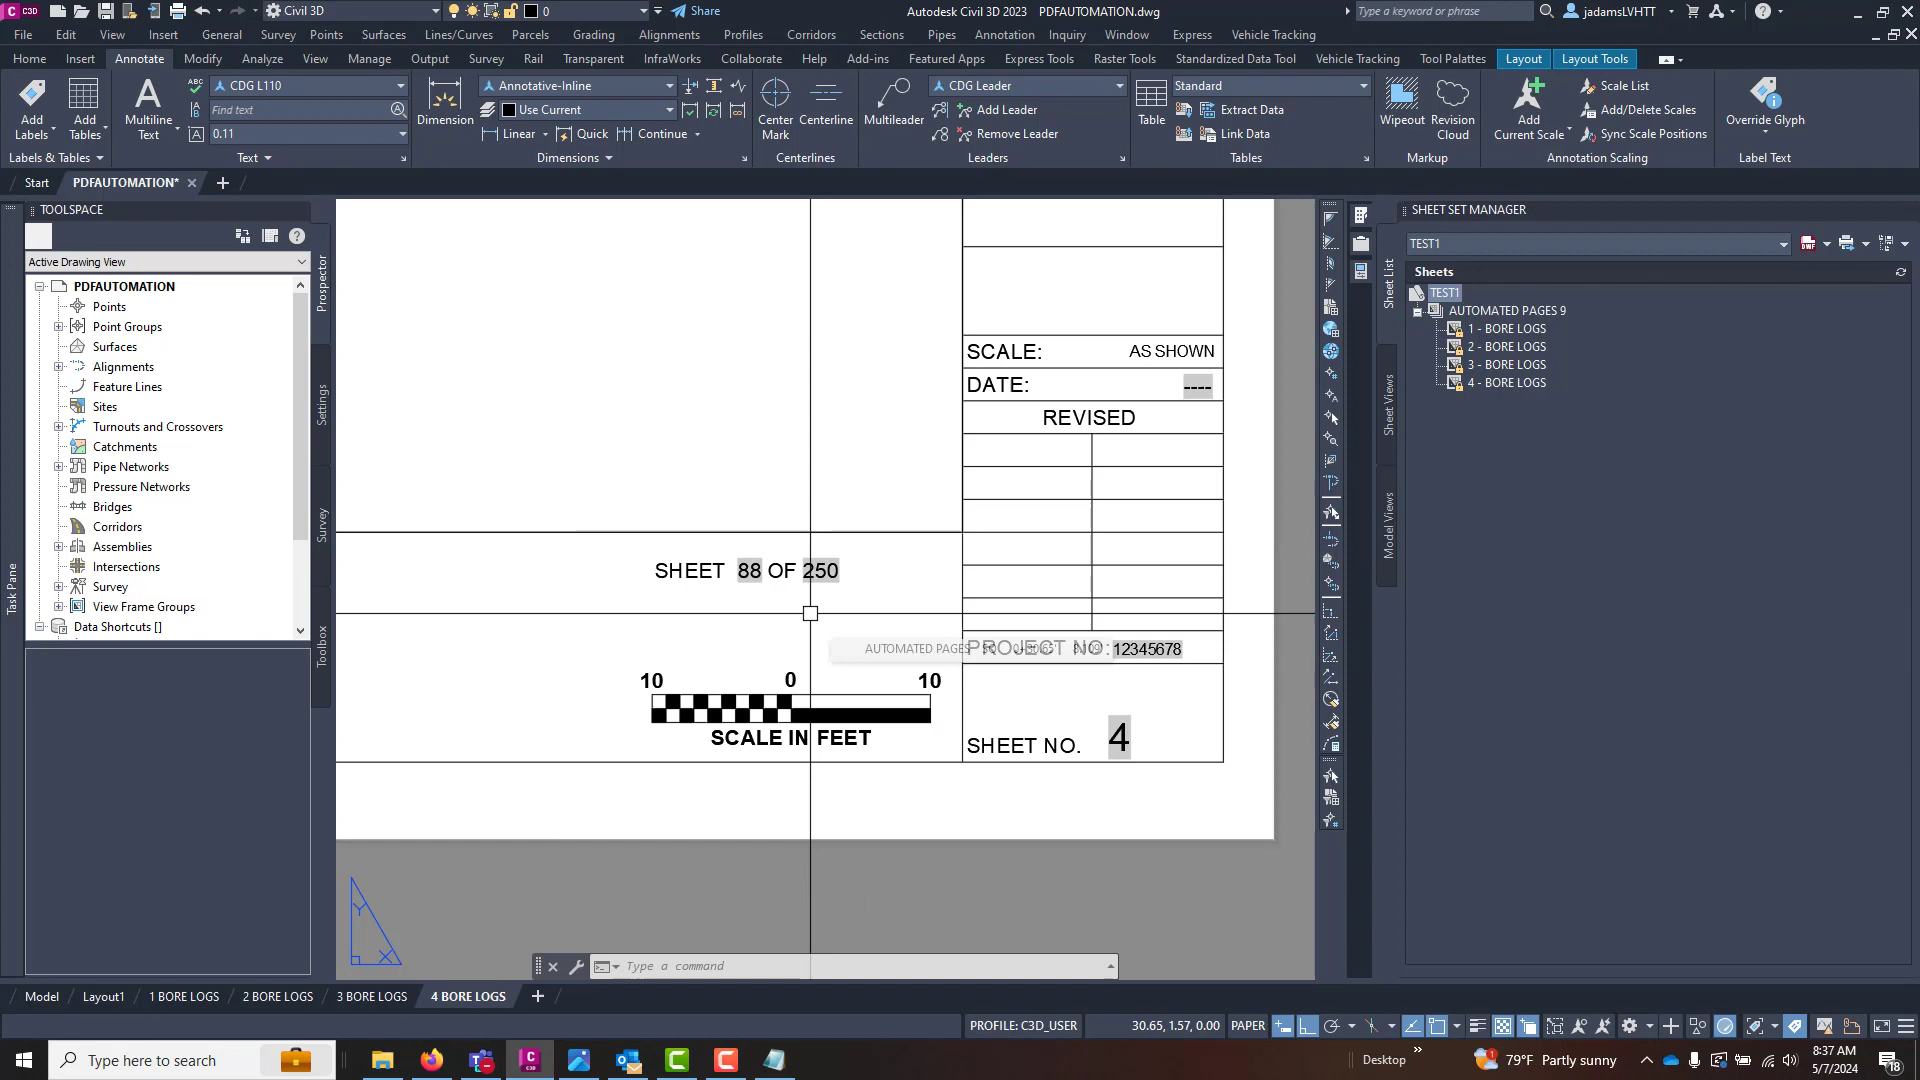 C3D
Civil 3D
0
Share
Autodesk Civil 3D 2023 PDFAUTOMATION.dwg
Type a keyword or phrase
jadamsLVHTT
File Edit View Insert General Survey Points Surfaces Lines/Curves Parcels Grading Alignments Profiles Corridors Sections Pipes Annotation Inquiry Window Express Vehicle Tracking
Home Insert Annotate Modify Analyze View Manage Output Survey Rail Transparent InfraWorks Collaborate Help Add-ins Featured Apps Express Tools Raster Tools Standardized Data Tool Vehicle Tracking Tool Palettes Layout Layout Tools
Add Labels
Add Tables
Labels & Tables
Multiline Text
ABC
CDG L110
Find text
0.11
Text
Dimension
Annotative-Inline
Use Current
Linear Quick Continue
Dimensions
Center Mark
Centerline
Centerlines
Multileader
CDG Leader
Add Leader
Remove Leader
Leaders
Table
Standard
Extract Data
Link Data
Tables
Wipeout
Revision Cloud
Markup
Add Current Scale
Scale List
Add/Delete Scales
Sync Scale Positions
Annotation Scaling
Override Glyph
Label Text
Start
PDFAUTOMATION*
TOOLSPACE
Active Drawing View
PDFAUTOMATION
Points
Point Groups
Surfaces
Alignments
Feature Lines
Sites
Turnouts and Crossovers
Catchments
Pipe Networks
Pressure Networks
Bridges
Corridors
Assemblies
Intersections
Survey
View Frame Groups
Data Shortcuts []
Prospector
Settings
Survey
Toolbox
Task Pane
SCALE: AS SHOWN
DATE: ----
REVISED
SHEET 88 OF 250
AUTOMATED PAGES
PROJECT NO: 12345678
10 0 10
SCALE IN FEET
SHEET NO. 4
Y
X
Type a command
SHEET SET MANAGER
TEST1
Sheets
TEST1
AUTOMATED PAGES 9
1 - BORE LOGS
2 - BORE LOGS
3 - BORE LOGS
4 - BORE LOGS
Sheet List
Sheet Views
Model Views
Model Layout1 1 BORE LOGS 2 BORE LOGS 3 BORE LOGS 4 BORE LOGS
PROFILE: C3D_USER 30.65, 1.57, 0.00 PAPER
Type here to search
Desktop
79°F Partly sunny
8:37 AM
5/7/2024
18